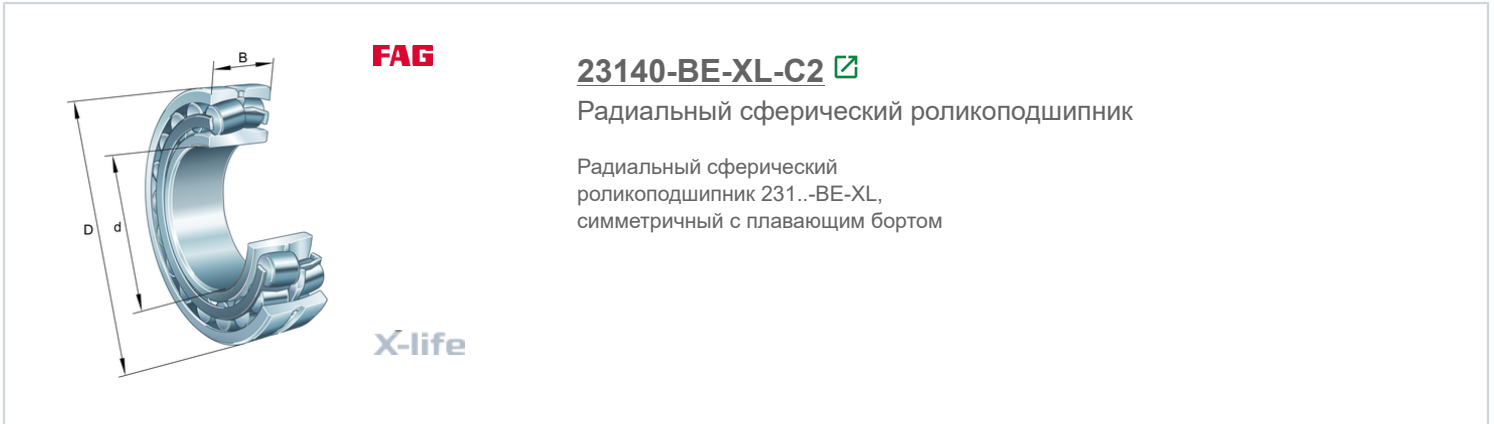 B
FAG
23140-BE-XL-C2
Радиальный сферический роликоподшипник
Радиальный сферический
роликоподшипник 231..-BE-XL,
симметричный с плавающим бортом
D
d
X-life